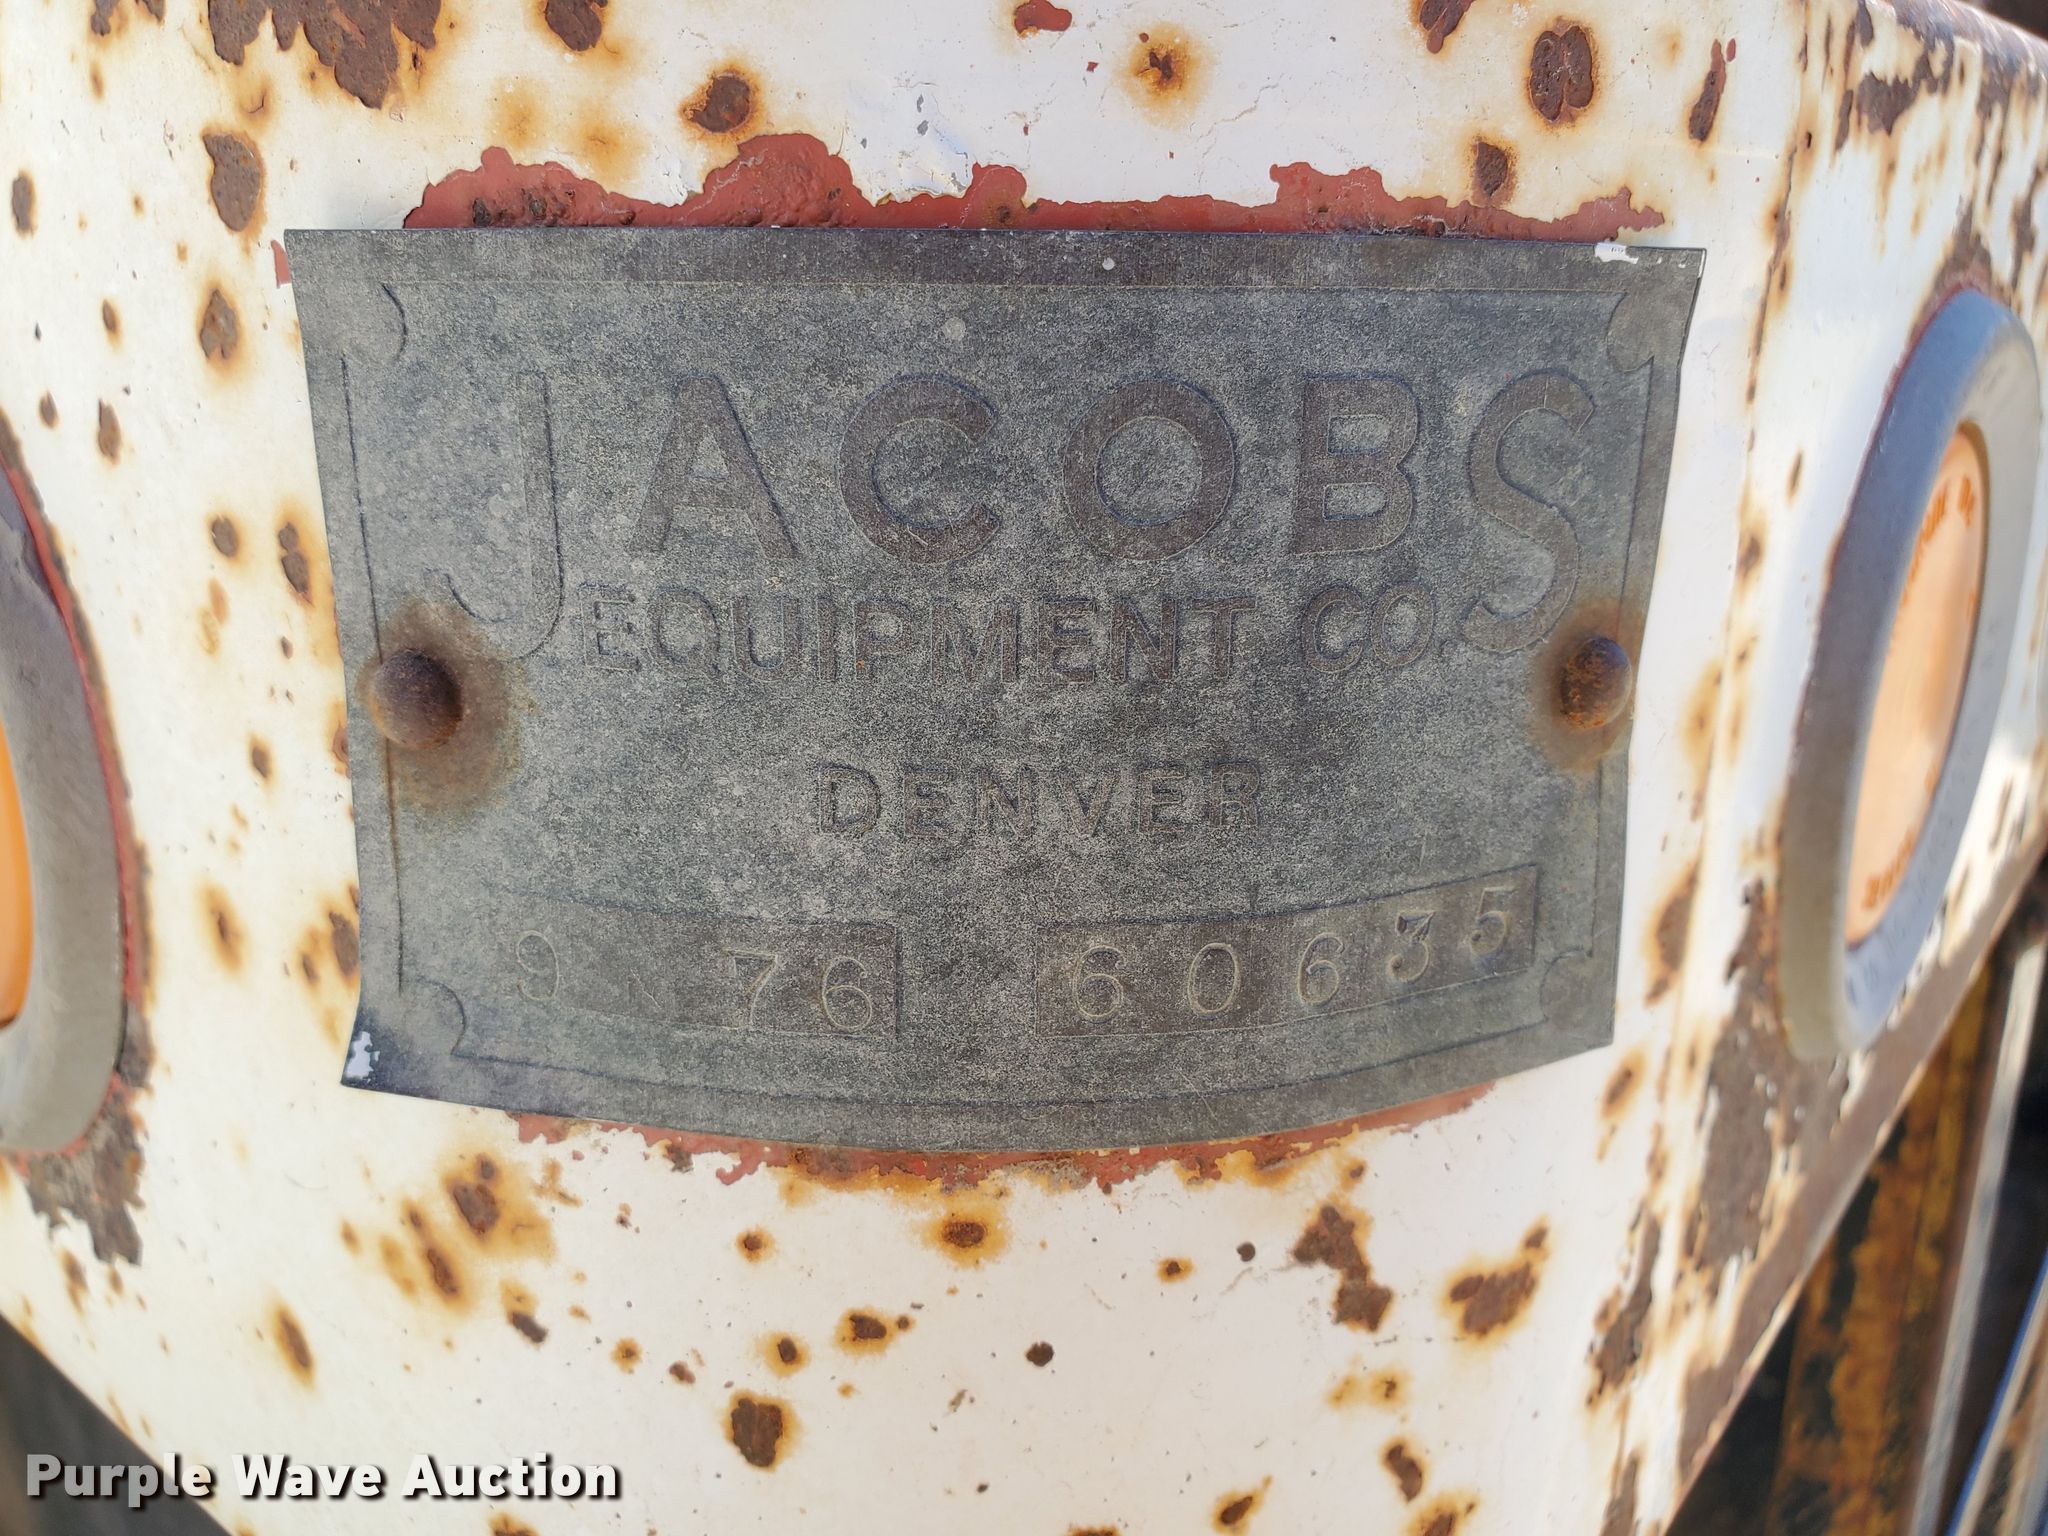 JACOBS
EQUIPMENT CO.
DENVER
9 76 60635
Purple Wave Auction